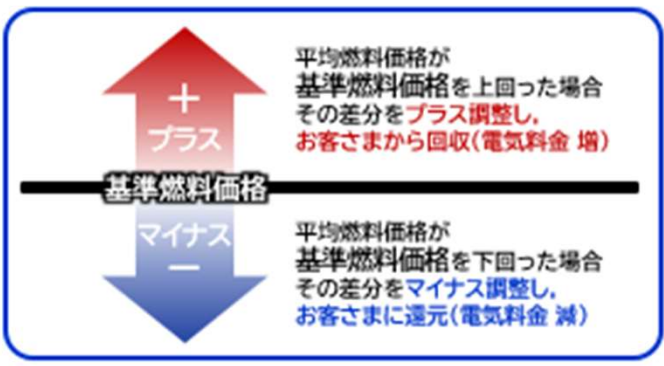 +
プラス
平均燃料価格が
基準燃料価格を上回った場合
その差分をプラス調整し、
お客さまから回収(電気料金 増)
基準燃料価格
マイナス
ー
平均燃料価格が
基準燃料価格を下回った場合
その差分をマイナス調整し、
お客さまに還元(電気料金 減)